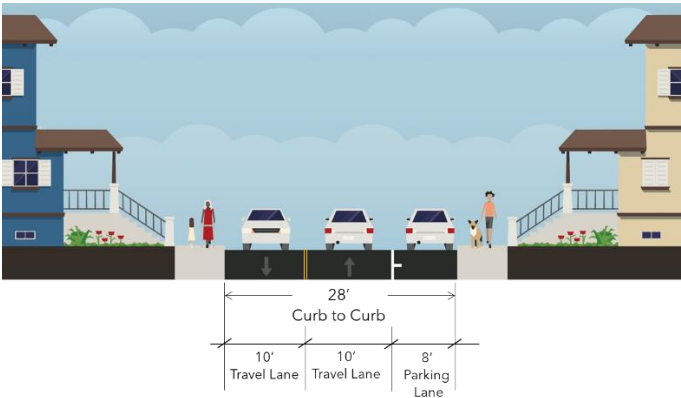 28'
Curb to Curb
10'
Travel Lane
10'
Travel Lane
8'
Parking
Lane